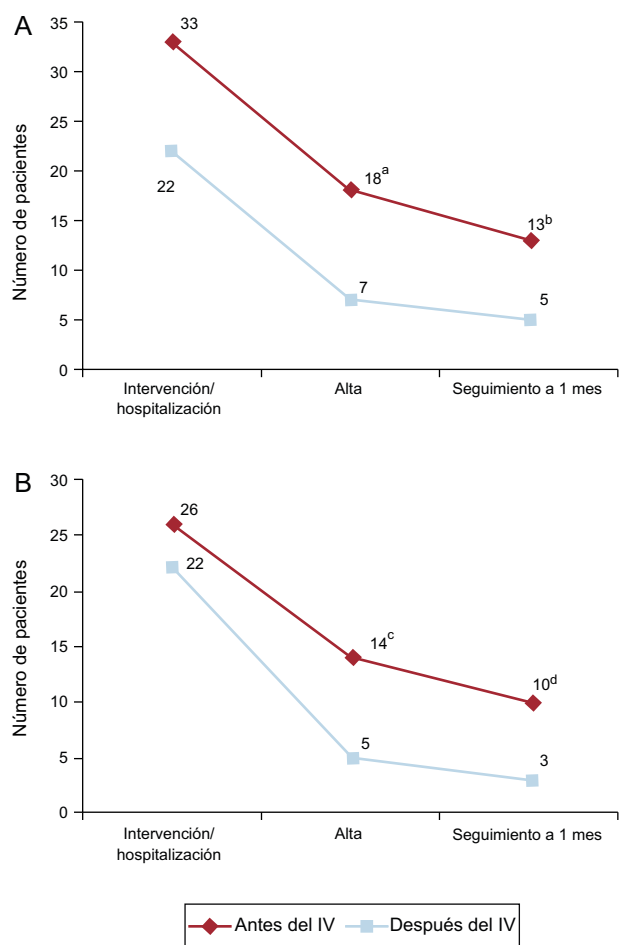 A
Número de pacientes
35
30
25
20
15
10
5
0
33
22
18a
7
13b
5
Intervención/
hospitalización
Alta
Seguimiento a 1 mes
B
Número de pacientes
30
25
20
15
10
5
0
26
22
14c
5
10d
3
Intervención/
hospitalización
Alta
Seguimiento a 1 mes
Antes del IV
Después del IV